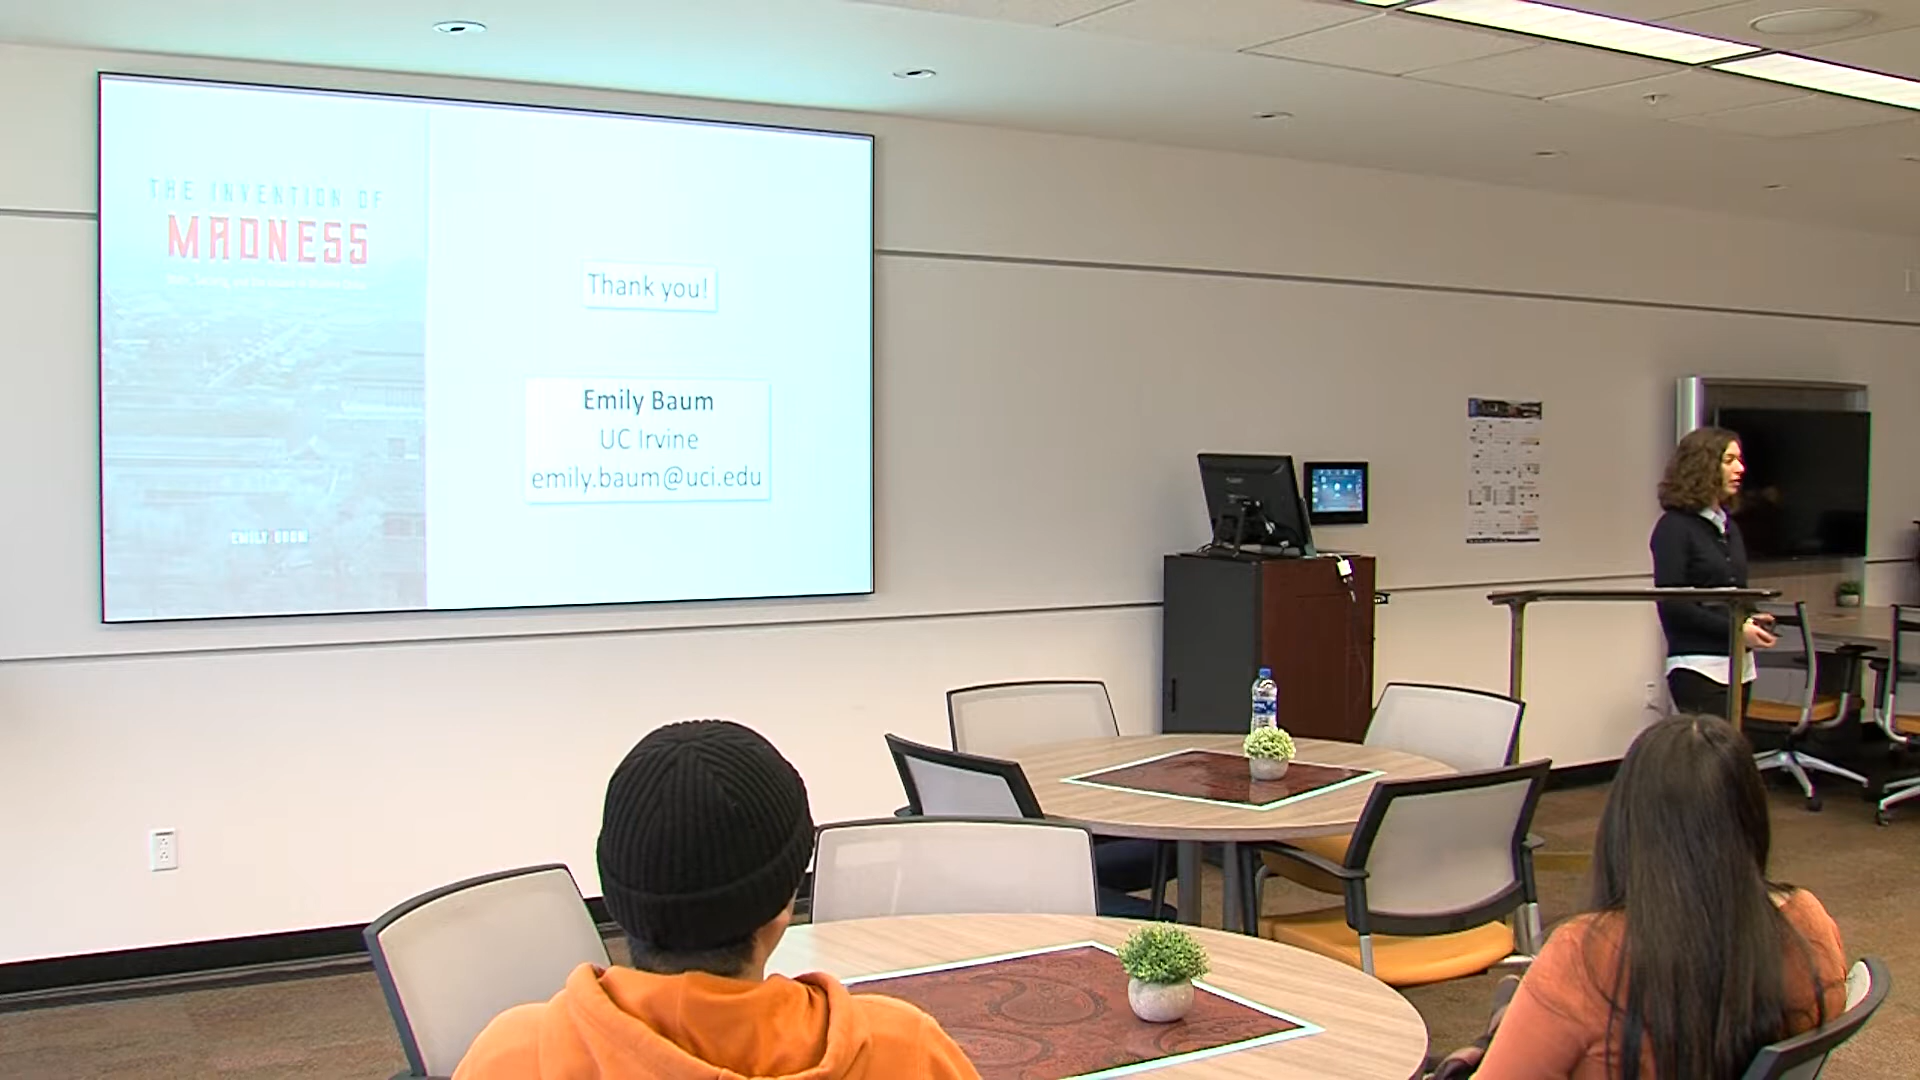 THE INVENTION OF
MADNESS
EMILY BAUM
Thank you!
Emily Baum
UC Irvine
emily.baum@uci.edu